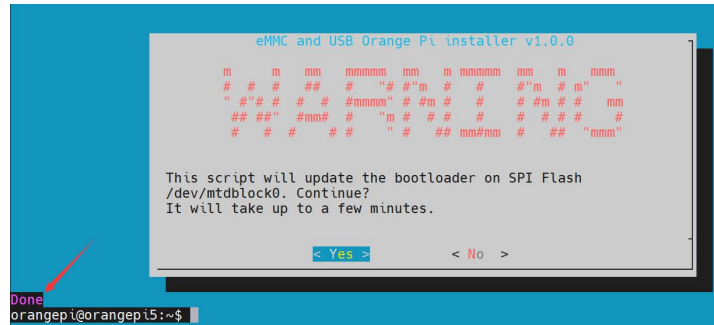 eMMC and USB Orange Pi installer v1.0.0
WARNING
This script will update the bootloader on SPI Flash
/dev/mtdblock0. Continue?
It will take up to a few minutes.
< Yes > < No >
Done
orangepi@orangepi5:~$